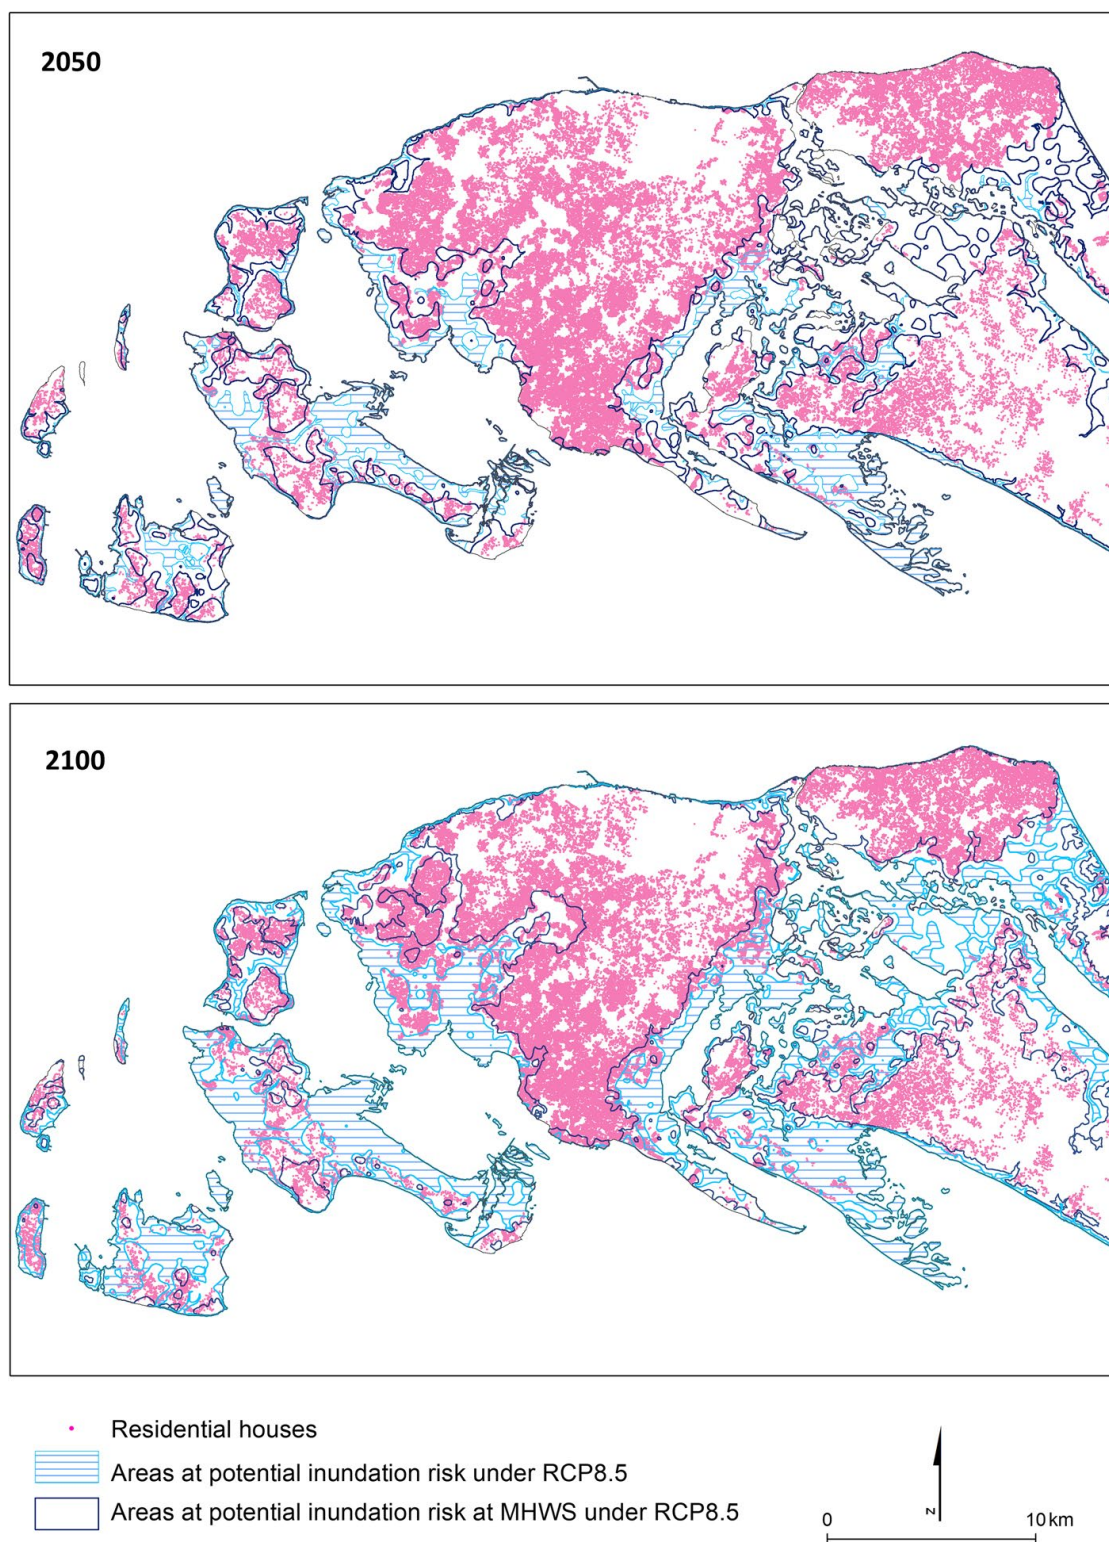 2050
2100
Residential houses
Areas at potential inundation risk under RCP8.5
Areas at potential inundation risk at MHWS under RCP8.5
N
0 10 km